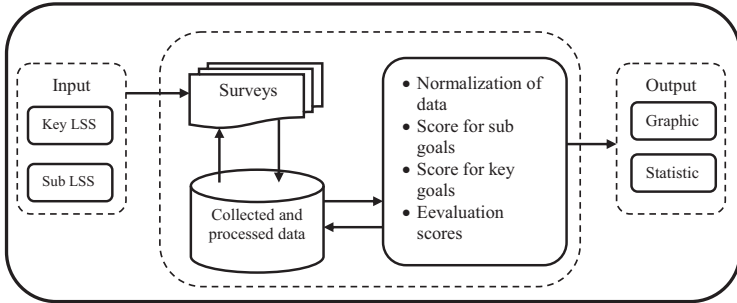 Input
Key LSS
Sub LSS
Surveys
Collected and
processed data
• Normalization of
data
• Score for sub
goals
• Score for key
goals
• Eevaluation
scores
Output
Graphic
Statistic